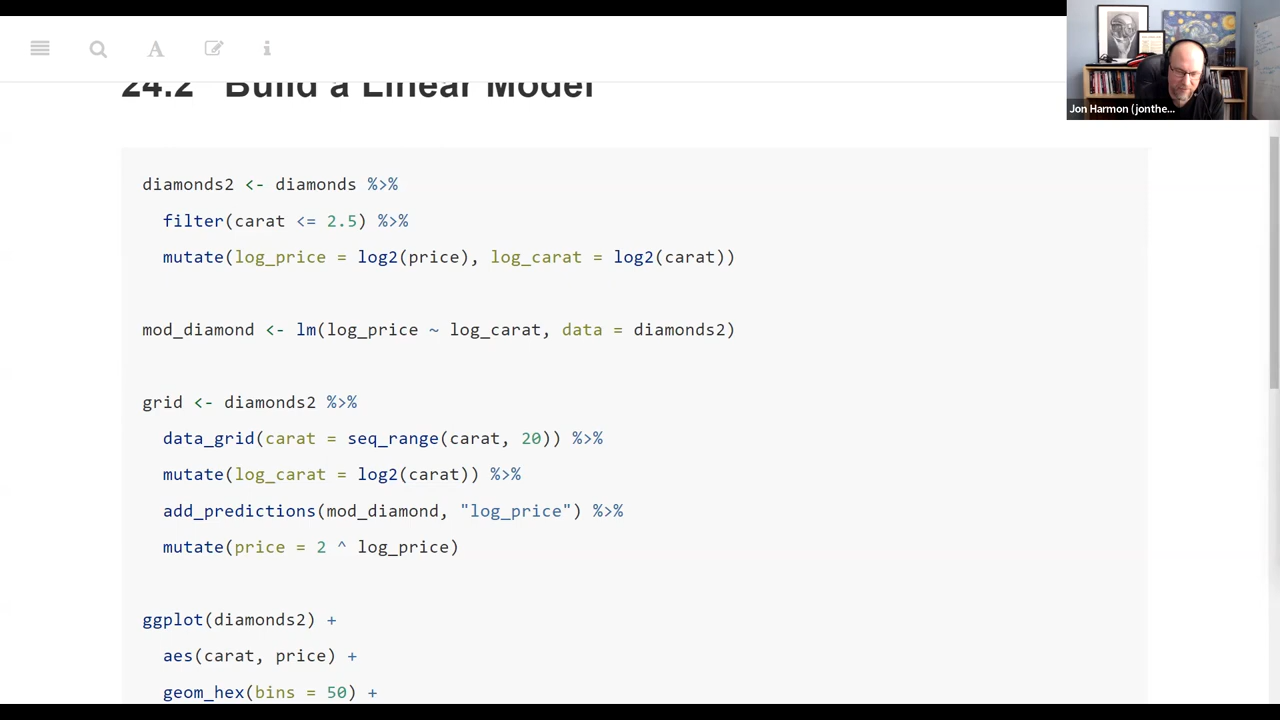 Jon Harmon (jonthe...
24.2 Build a Linear Model
diamonds2 <- diamonds %>%
filter(carat <= 2.5) %>%
mutate(log_price = log2(price), log_carat = log2(carat))
mod_diamond <- lm(log_price ~ log_carat, data = diamonds2)
grid <- diamonds2 %>%
data_grid(carat = seq_range(carat, 20)) %>%
mutate(log_carat = log2(carat)) %>%
add_predictions(mod_diamond, "log_price") %>%
mutate(price = 2 ^ log_price)
ggplot(diamonds2) +
aes(carat, price) +
geom_hex(bins = 50) +